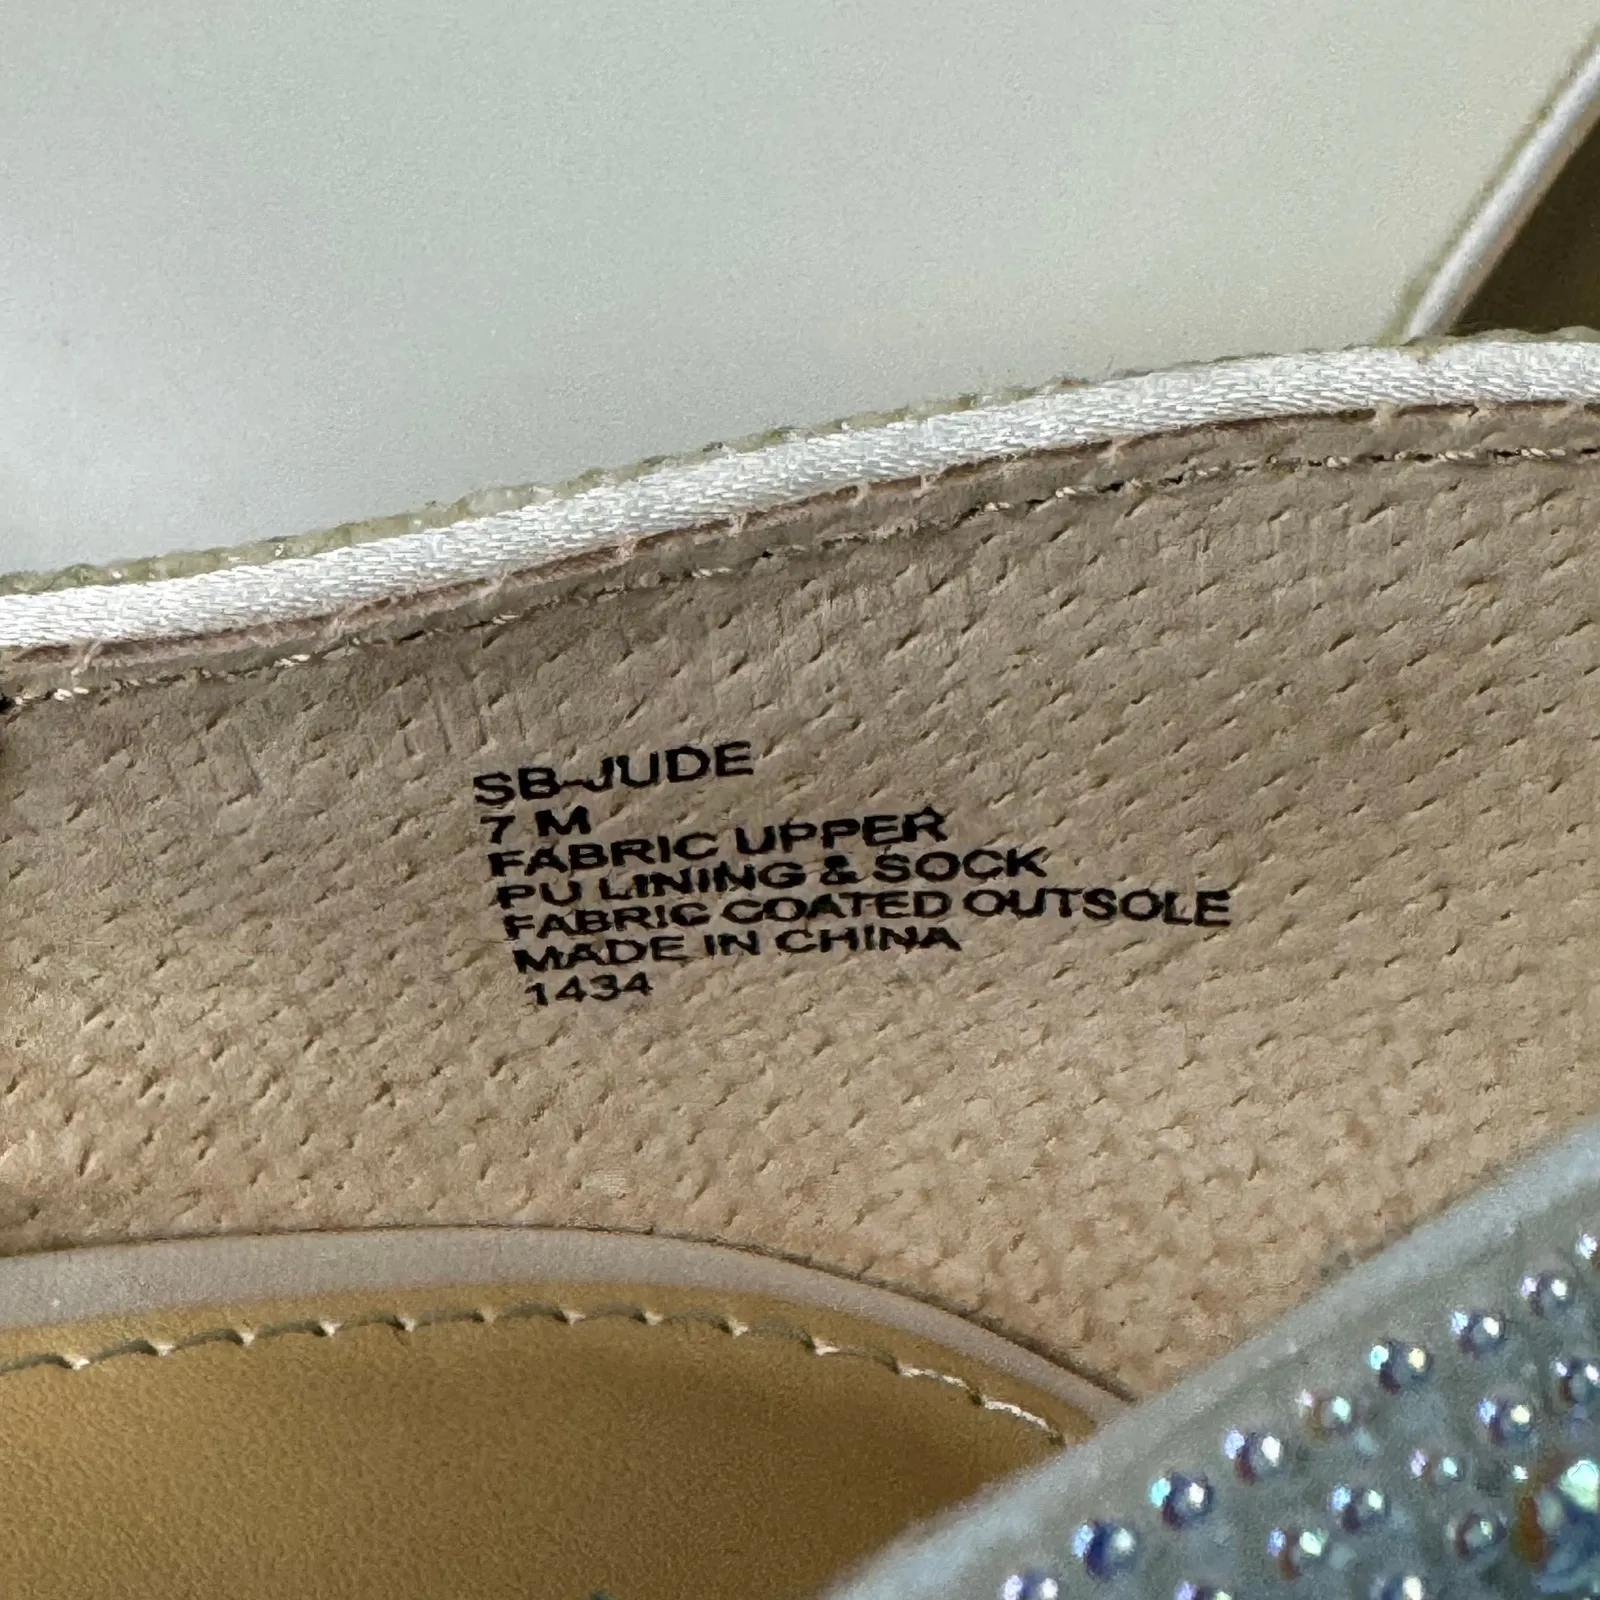 SB-JUDE
7 M
FABRIC UPPER
PU LINING & SOCK
FABRIC COATED OUTSOLE
MADE IN CHINA
1434